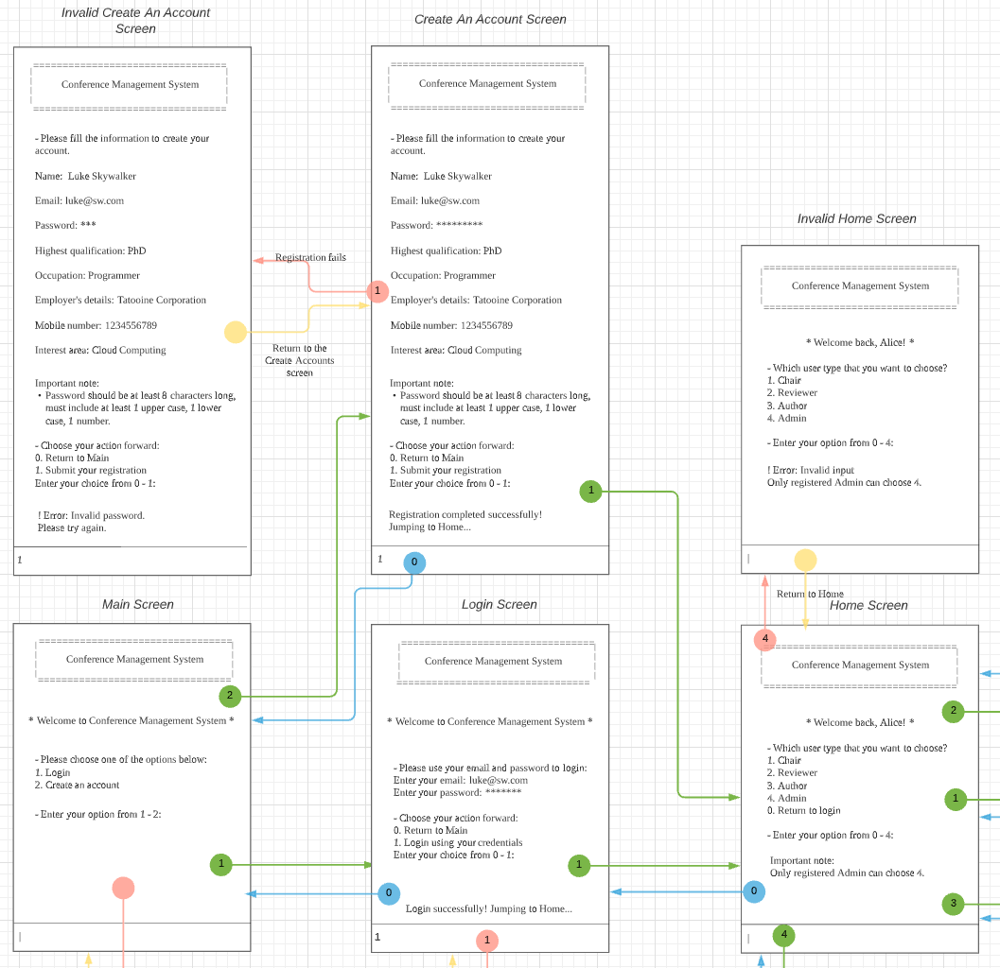 Invalid Create An Account
Screen
Conference Management System
- Please fill the information to create your
account.
Name:  Luke Skywalker
Email: luke@sw.com
Password: ***
Highest qualification: PhD
Occupation: Programmer
Employer's details: Tatooine Corporation
Mobile number: 1234556789
Interest area: Cloud Computing
Important note:
• Password should be at least 8 characters long,
must include at least 1 upper case, 1 lower
case, 1 number.
- Choose your action forward:
0. Return to Main
1. Submit your registration
Enter your choice from 0 - 1:
! Error: Invalid password.
Please try again.
1
Registration fails
Return to the
Create Accounts
screen
Create An Account Screen
Conference Management System
- Please fill the information to create your
account.
Name:  Luke Skywalker
Email: luke@sw.com
Password: *********
Highest qualification: PhD
Occupation: Programmer
1
Employer's details: Tatooine Corporation
Mobile number: 1234556789
Interest area: Cloud Computing
Important note:
• Password should be at least 8 characters long,
must include at least 1 upper case, 1 lower
case, 1 number.
- Choose your action forward:
0. Return to Main
1. Submit your registration
Enter your choice from 0 - 1:
1
Registration completed successfully!
Jumping to Home...
1
0
Invalid Home Screen
Conference Management System
* Welcome back, Alice! *
- Which user type that you want to choose?
1. Chair
2. Reviewer
3. Author
4. Admin
- Enter your option from 0 - 4:
! Error: Invalid input
Only registered Admin can choose 4.
|
Return to Home
Main Screen
Conference Management System
2
* Welcome to Conference Management System *
- Please choose one of the options below:
1. Login
2. Create an account
- Enter your option from 1 - 2:
1
|
Login Screen
Conference Management System
* Welcome to Conference Management System *
- Please use your email and password to login:
Enter your email: luke@sw.com
Enter your password: *******
- Choose your action forward:
0. Return to Main
1. Login using your credentials
Enter your choice from 0 - 1:
1
0
Login successfully! Jumping to Home...
1
1
Home Screen
4
Conference Management System
2
* Welcome back, Alice! *
- Which user type that you want to choose?
1. Chair
2. Reviewer
3. Author
4. Admin
0. Return to login
1
- Enter your option from 0 - 4:
Important note:
Only registered Admin can choose 4.
0
3
|
4